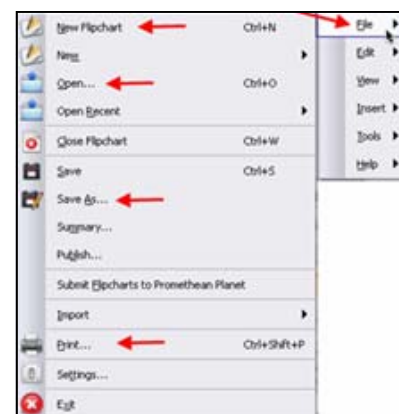 New Flipchart Ctrl+N
New
Open... Ctrl+O
Open Recent
Close Flipchart Ctrl+W
Save Ctrl+S
Save As...
Summary...
Publish...
Submit Flipcharts to Promethean Planet
Import
Print... Ctrl+Shift+P
Settings...
Exit
File
Edit
View
Insert
Tools
Help